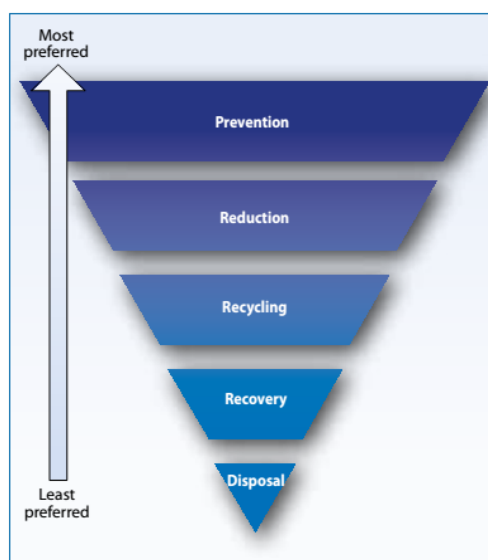 Most
preferred
Prevention
Reduction
Recycling
Recovery
Disposal
Least
preferred